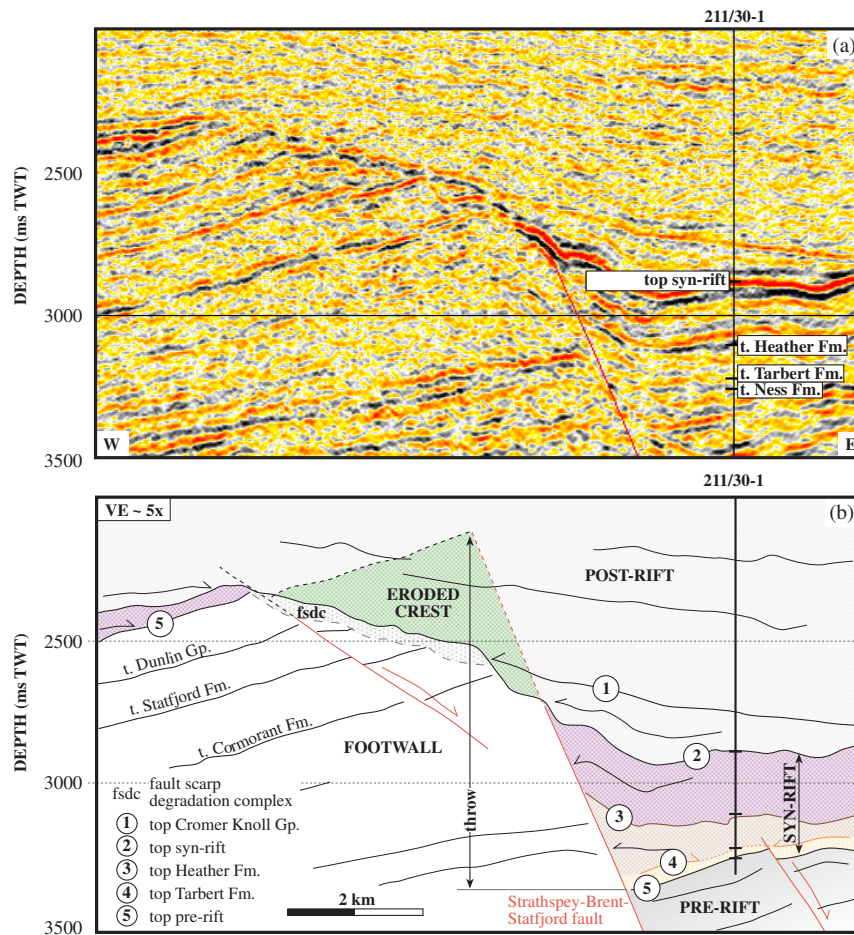 211/30-1
(a)
DEPTH (ms TWT)
2500
3000
3500
top syn-rift
t. Heather Fm.
t. Tarbert Fm.
t. Ness Fm.
W
E
211/30-1
VE ~ 5x
(b)
DEPTH (ms TWT)
2500
3000
3500
POST-RIFT
ERODED
CREST
fsdc
5
t. Dunlin Gp.
t. Statfjord Fm.
t. Cormorant Fm.
1
FOOTWALL
2
throw
SYN-RIFT
3
4
5
PRE-RIFT
Strathspey-Brent-
Statfjord fault
fsdc fault scarp
degradation complex
1 top Cromer Knoll Gp.
2 top syn-rift
3 top Heather Fm.
4 top Tarbert Fm.
5 top pre-rift
2 km